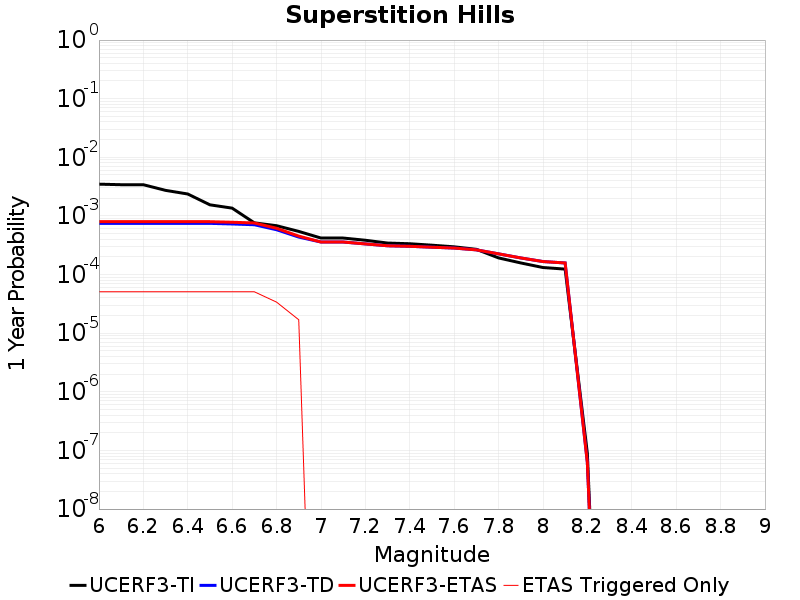 Superstition Hills
1 Year Probability
10^0
10^-1
10^-2
10^-3
10^-4
10^-5
10^-6
10^-7
10^-8
6 6.2 6.4 6.6 6.8 7 7.2 7.4 7.6 7.8 8 8.2 8.4 8.6 8.8 9
Magnitude
UCERF3-TI UCERF3-TD UCERF3-ETAS ETAS Triggered Only